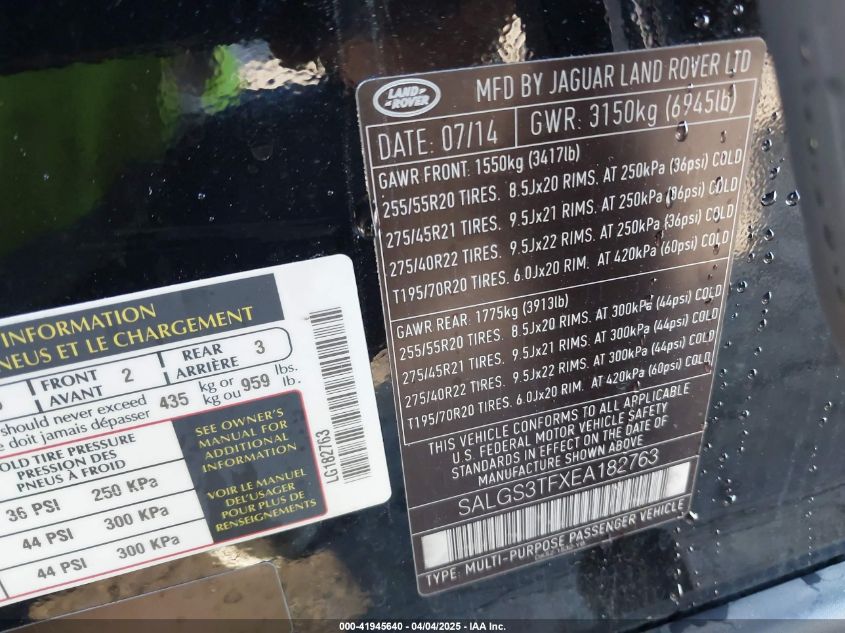 LAND ROVER
MFD BY JAGUAR LAND ROVER LTD
DATE: 07/14
GWR: 3150kg (6945lb)
GAWR FRONT: 1550kg (3417lb)
255/55R20 TIRES. 8.5Jx20 RIMS. AT 250kPa (36psi) COLD
275/45R21 TIRES. 9.5Jx21 RIMS. AT 250kPa (36psi) COLD
275/40R22 TIRES. 9.5Jx22 RIMS. AT 250kPa (36psi) COLD
T195/70R20 TIRES. 6.0Jx20 RIM. AT 420kPa (60psi) COLD
GAWR REAR: 1775kg (3913lb)
255/55R20 TIRES. 8.5Jx20 RIMS. AT 300kPa (44psi) COLD
275/45R21 TIRES. 9.5Jx21 RIMS. AT 300kPa (44psi) COLD
275/40R22 TIRES. 9.5Jx22 RIMS. AT 300kPa (44psi) COLD
T195/70R20 TIRES. 6.0Jx20 RIM. AT 420kPa (60psi) COLD
THIS VEHICLE CONFORMS TO ALL APPLICABLE
U.S. FEDERAL MOTOR VEHICLE SAFETY
STANDARDS IN EFFECT ON THE DATE OF
MANUFACTURE SHOWN ABOVE
SALGS3TFXEA182763
TYPE: MULTI-PURPOSE PASSENGER VEHICLE
INFORMATION
NEUS ET LE CHARGEMENT
FRONT
AVANT 2
REAR
ARRIÈRE 3
should never exceed
e doit jamais dépasser
435 kg or
kg ou 959 lb.
lb.
OLD TIRE PRESSURE
PRESSION DES
PNEUS À FROID
36 PSI 250 KPa
44 PSI 300 KPa
44 PSI 300 KPa
SEE OWNER'S
MANUAL FOR
ADDITIONAL
INFORMATION
VOIR LE MANUEL
DE L'USAGER
POUR PLUS DE
RENSEIGNEMENTS
LG182763
000-41945640 - 04/04/2025 - IAA Inc.